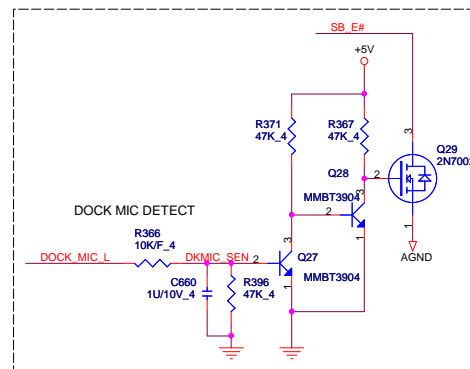 SB_E#
+5V
R371
47K_4
R367
47K_4
3
Q29
2N7002
2
1
Q28
3
2
MMBT3904
1
AGND
DOCK MIC DETECT
R366
10K/F_4
DOCK_MIC_L
DKMIC_SEN
2
3
Q27
MMBT3904
1
C660
1U/10V_4
R396
47K_4